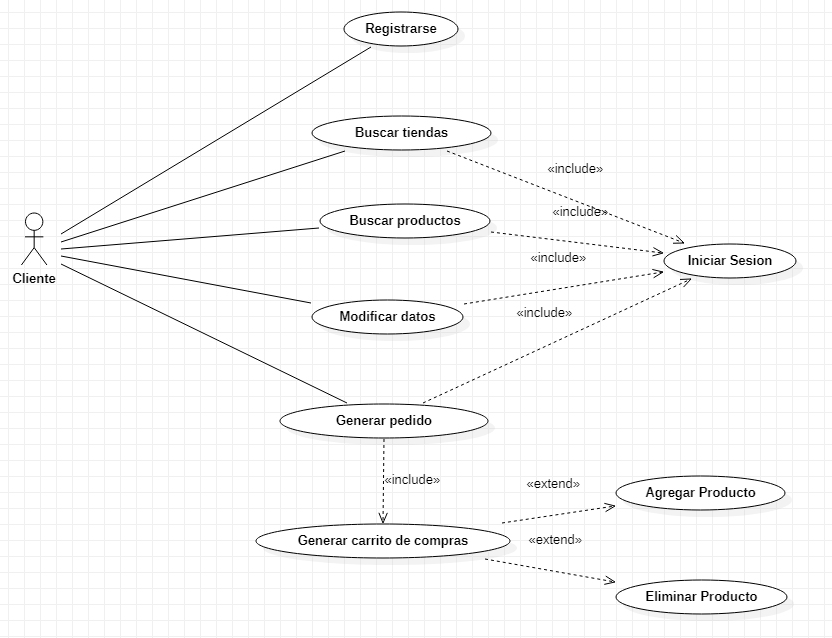 Registrarse
Buscar tiendas
«include»
«include»
Buscar productos
«include»
Iniciar Sesion
Cliente
«include»
Modificar datos
Generar pedido
«include»
«extend»
Agregar Producto
Generar carrito de compras
«extend»
Eliminar Producto